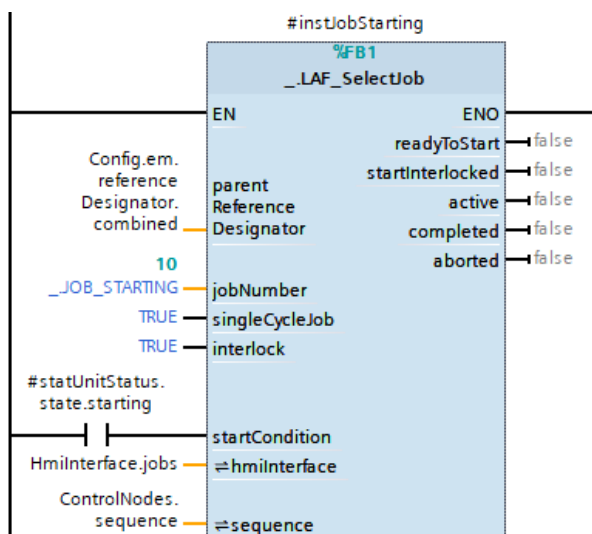 #instJobStarting
%FB1
_.LAF_SelectJob
EN
ENO
readyToStart
false
startInterlocked
false
Config.em.
reference
Designator.
combined
parent
Reference
Designator
active
false
completed
false
aborted
false
10
_.JOB_STARTING
jobNumber
TRUE
singleCycleJob
TRUE
interlock
#statUnitStatus.
state.starting
startCondition
HmiInterface.jobs
⇌hmiInterface
ControlNodes.
sequence
⇌sequence